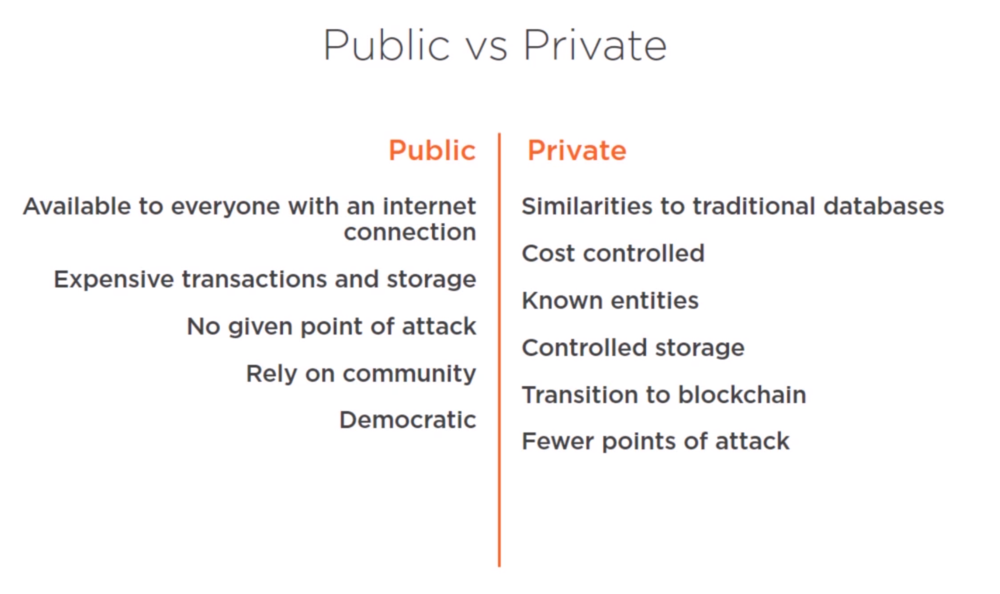 Public vs Private
Public
Available to everyone with an internet
connection
Expensive transactions and storage
No given point of attack
Rely on community
Democratic
Private
Similarities to traditional databases
Cost controlled
Known entities
Controlled storage
Transition to blockchain
Fewer points of attack